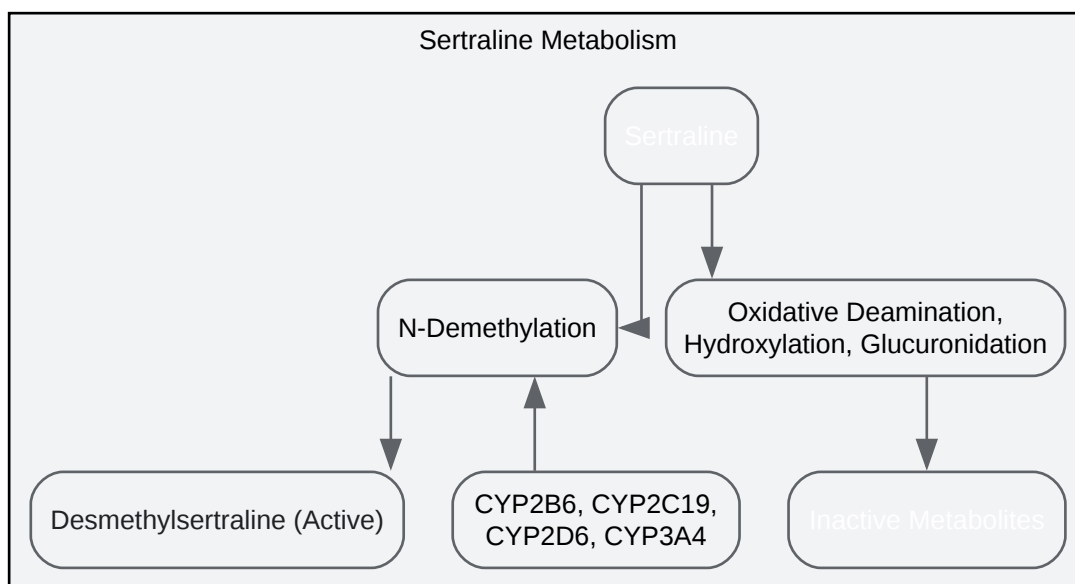 Sertraline Metabolism
Sertraline
N-Demethylation
Oxidative Deamination,
Hydroxylation, Glucuronidation
Desmethylsertraline (Active)
CYP2B6, CYP2C19,
CYP2D6, CYP3A4
Inactive Metabolites